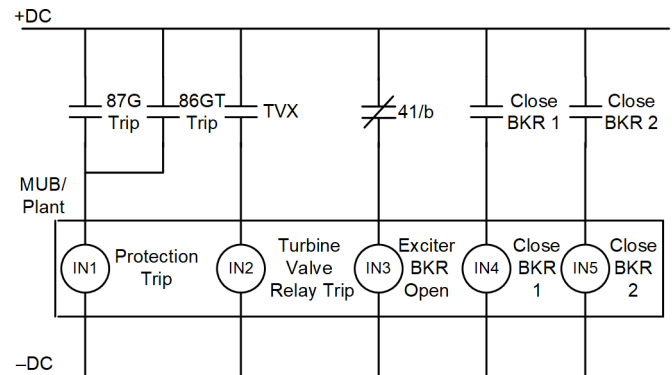 +DC
87G
Trip
86GT
Trip
TVX
41/b
Close
BKR 1
Close
BKR 2
MUB/
Plant
IN1
Protection
Trip
IN2
Turbine
Valve
Relay Trip
IN3
Exciter
BKR
Open
IN4
Close
BKR
1
IN5
Close
BKR
2
–DC